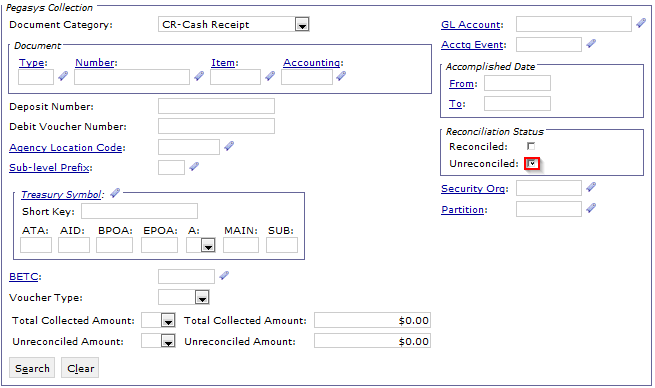 Pegasys Collection
Document Category: CR-Cash Receipt
GL Account:
Acctg Event:
Document
Type: Number: Item: Accounting:
Accomplished Date
From:
To:
Deposit Number:
Debit Voucher Number:
Agency Location Code:
Sub-level Prefix:
Reconciliation Status
Reconciled:
Unreconciled:
Security Org:
Partition:
Treasury Symbol:
Short Key:
ATA: AID: BPOA: EPOA: A: MAIN: SUB:
BETC:
Voucher Type:
Total Collected Amount: Total Collected Amount: $0.00
Unreconciled Amount: Unreconciled Amount: $0.00
Search Clear